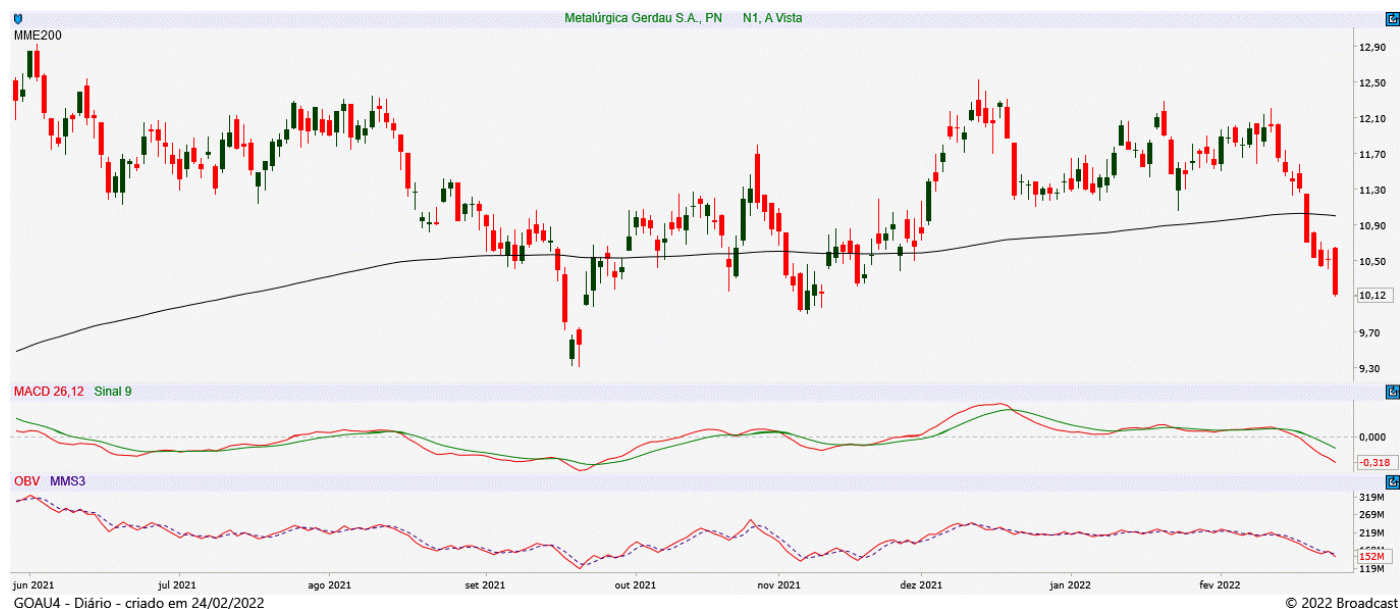 Metalúrgica Gerdau S.A., PN N1, A Vista
MME200
12,90
12,50
12,10
11,70
11,30
10,90
10,50
10,12
9,70
9,30
MACD 26,12 Sinal 9
0,000
-0,318
OBV MMS3
319M
269M
219M
152M
119M
jun 2021 jul 2021 ago 2021 set 2021 out 2021 nov 2021 dez 2021 jan 2022 fev 2022
GOAU4 - Diário - criado em 24/02/2022 © 2022 Broadcast